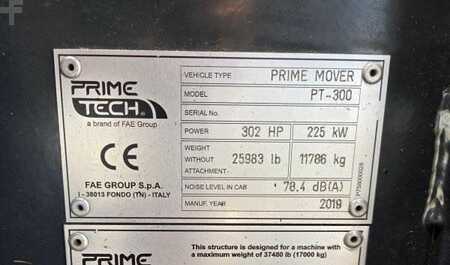 PRIME
TECH®
a brand of FAE Group
CE
FAE GROUP S.p.A.
I - 38013 FONDO (TN) - ITALY
VEHICLE TYPE PRIME MOVER
MODEL PT-300
SERIAL No.
POWER 302 HP 225 kW
WEIGHT
WITHOUT 25983 lb 11786 kg
ATTACHMENT
NOISE LEVEL IN CAB 78.4 dB(A)
MANUF. YEAR 2019
PRIME
This structure is designed for a machine with
a maximum weight of 37480 lb (17000 kg)